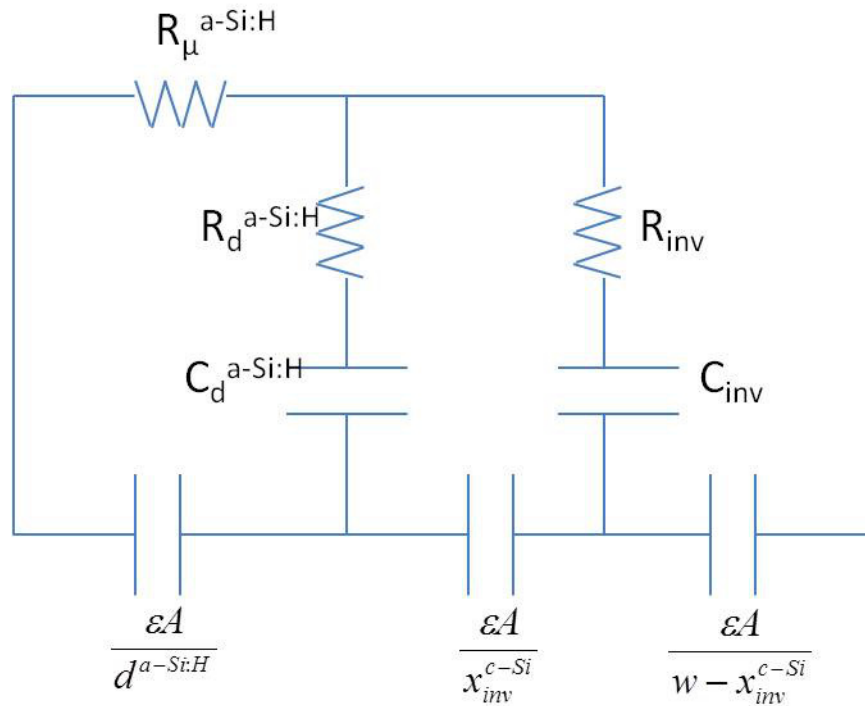 R_μ^a-Si:H
R_d^a-Si:H
R_inv
C_d^a-Si:H
C_inv
εA / d^a-Si:H
εA / x_inv^c-Si
εA / w − x_inv^c-Si